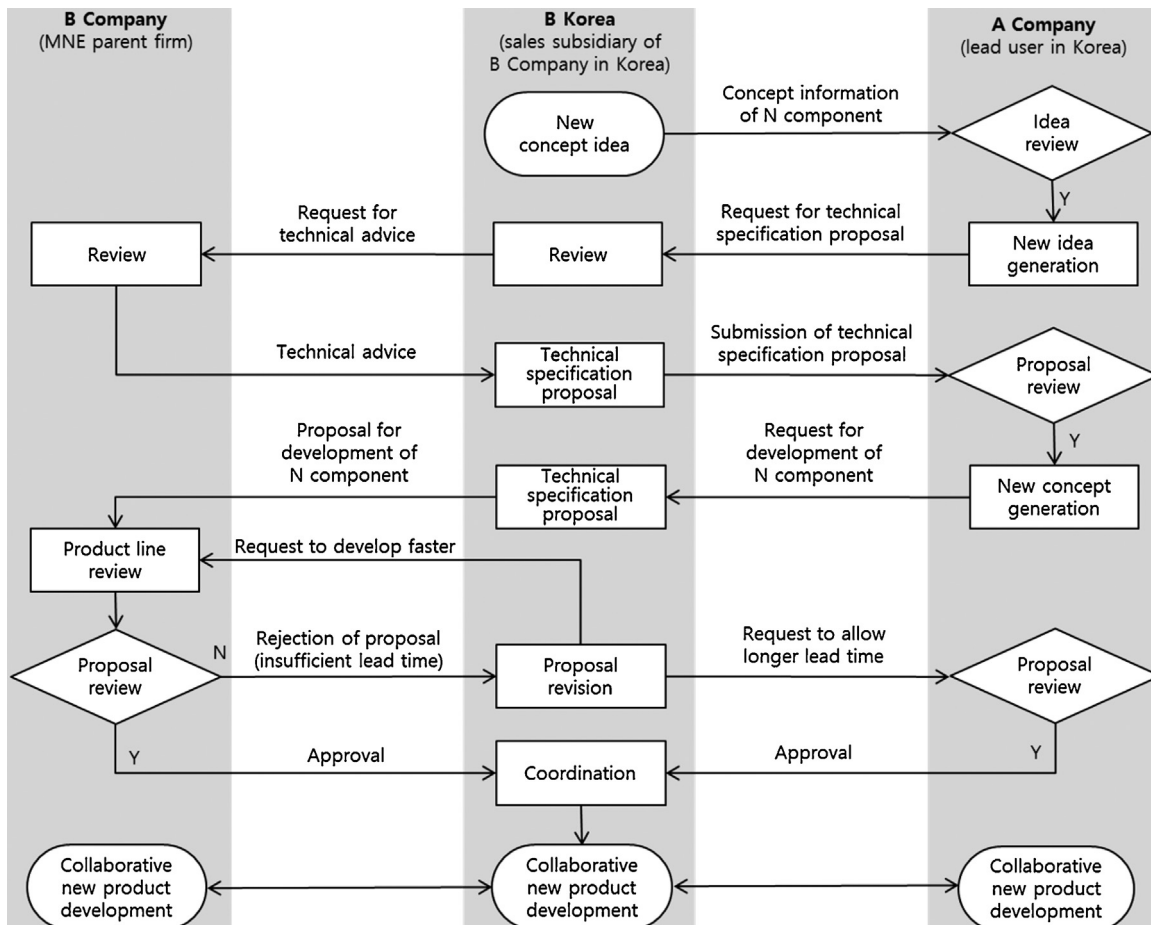 B Company
(MNE parent firm)
B Korea
(sales subsidiary of
B Company in Korea)
A Company
(lead user in Korea)
New
concept idea
Concept information
of N component
Idea
review
Y
Review
Request for
technical advice
Review
Request for technical
specification proposal
New idea
generation
Technical advice
Technical
specification
proposal
Submission of technical
specification proposal
Proposal
review
Y
Proposal for
development of
N component
Technical
specification
proposal
Request for
development of
N component
New concept
generation
Product line
review
Request to develop faster
Proposal
review
N
Rejection of proposal
(insufficient lead time)
Proposal
revision
Request to allow
longer lead time
Proposal
review
Y
Approval
Coordination
Approval
Y
Collaborative
new product
development
Collaborative
new product
development
Collaborative
new product
development